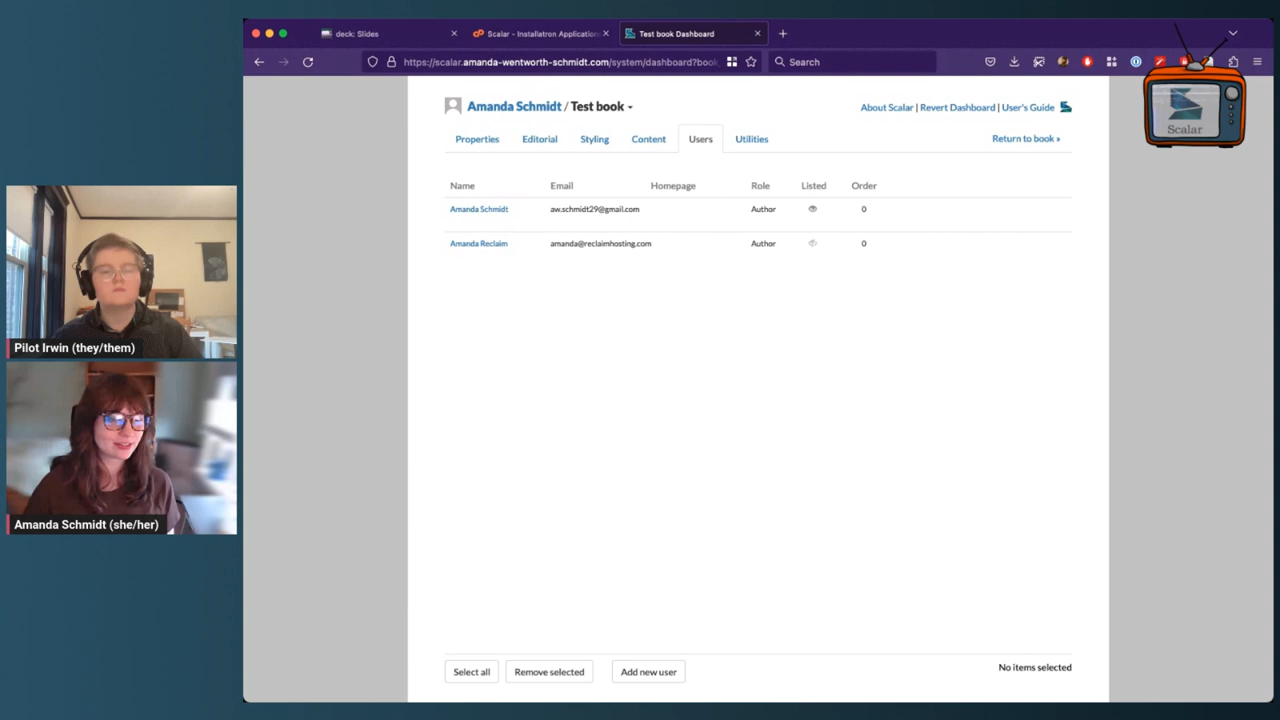 deck: Slides
Scalar - Installatron Application
Test book Dashboard
https://scalar.amanda-wentworth-schmidt.com/system/dashboard?book
Search
Scalar
Amanda Schmidt / Test book
About Scalar | Revert Dashboard | User's Guide
Properties Editorial Styling Content Users Utilities Return to book »
Name Email Homepage Role Listed Order
Amanda Schmidt aw.schmidt29@gmail.com Author 0
Amanda Reclaim amanda@reclaimhosting.com Author 0
Pilot Irwin (they/them)
Amanda Schmidt (she/her)
Select all Remove selected Add new user No items selected